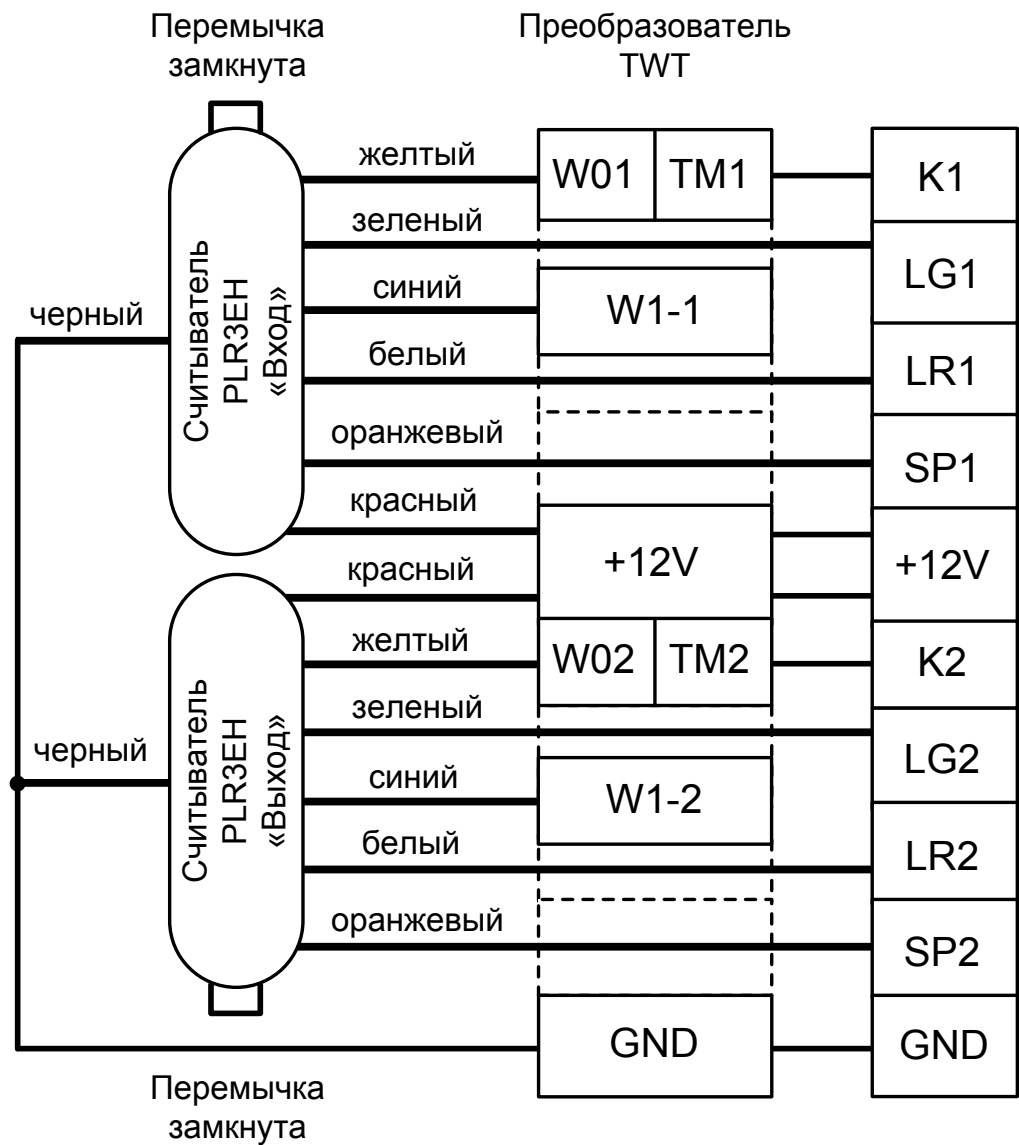 Перемычка
замкнута
Преобразователь
TWT
желтый
W01
TM1
K1
зеленый
LG1
синий
W1-1
черный
Считыватель
PLR3EH
«Вход»
белый
LR1
оранжевый
SP1
красный
+12V
+12V
красный
желтый
W02
TM2
K2
зеленый
LG2
черный
Считыватель
PLR3EH
«Выход»
синий
W1-2
белый
LR2
оранжевый
SP2
GND
GND
Перемычка
замкнута